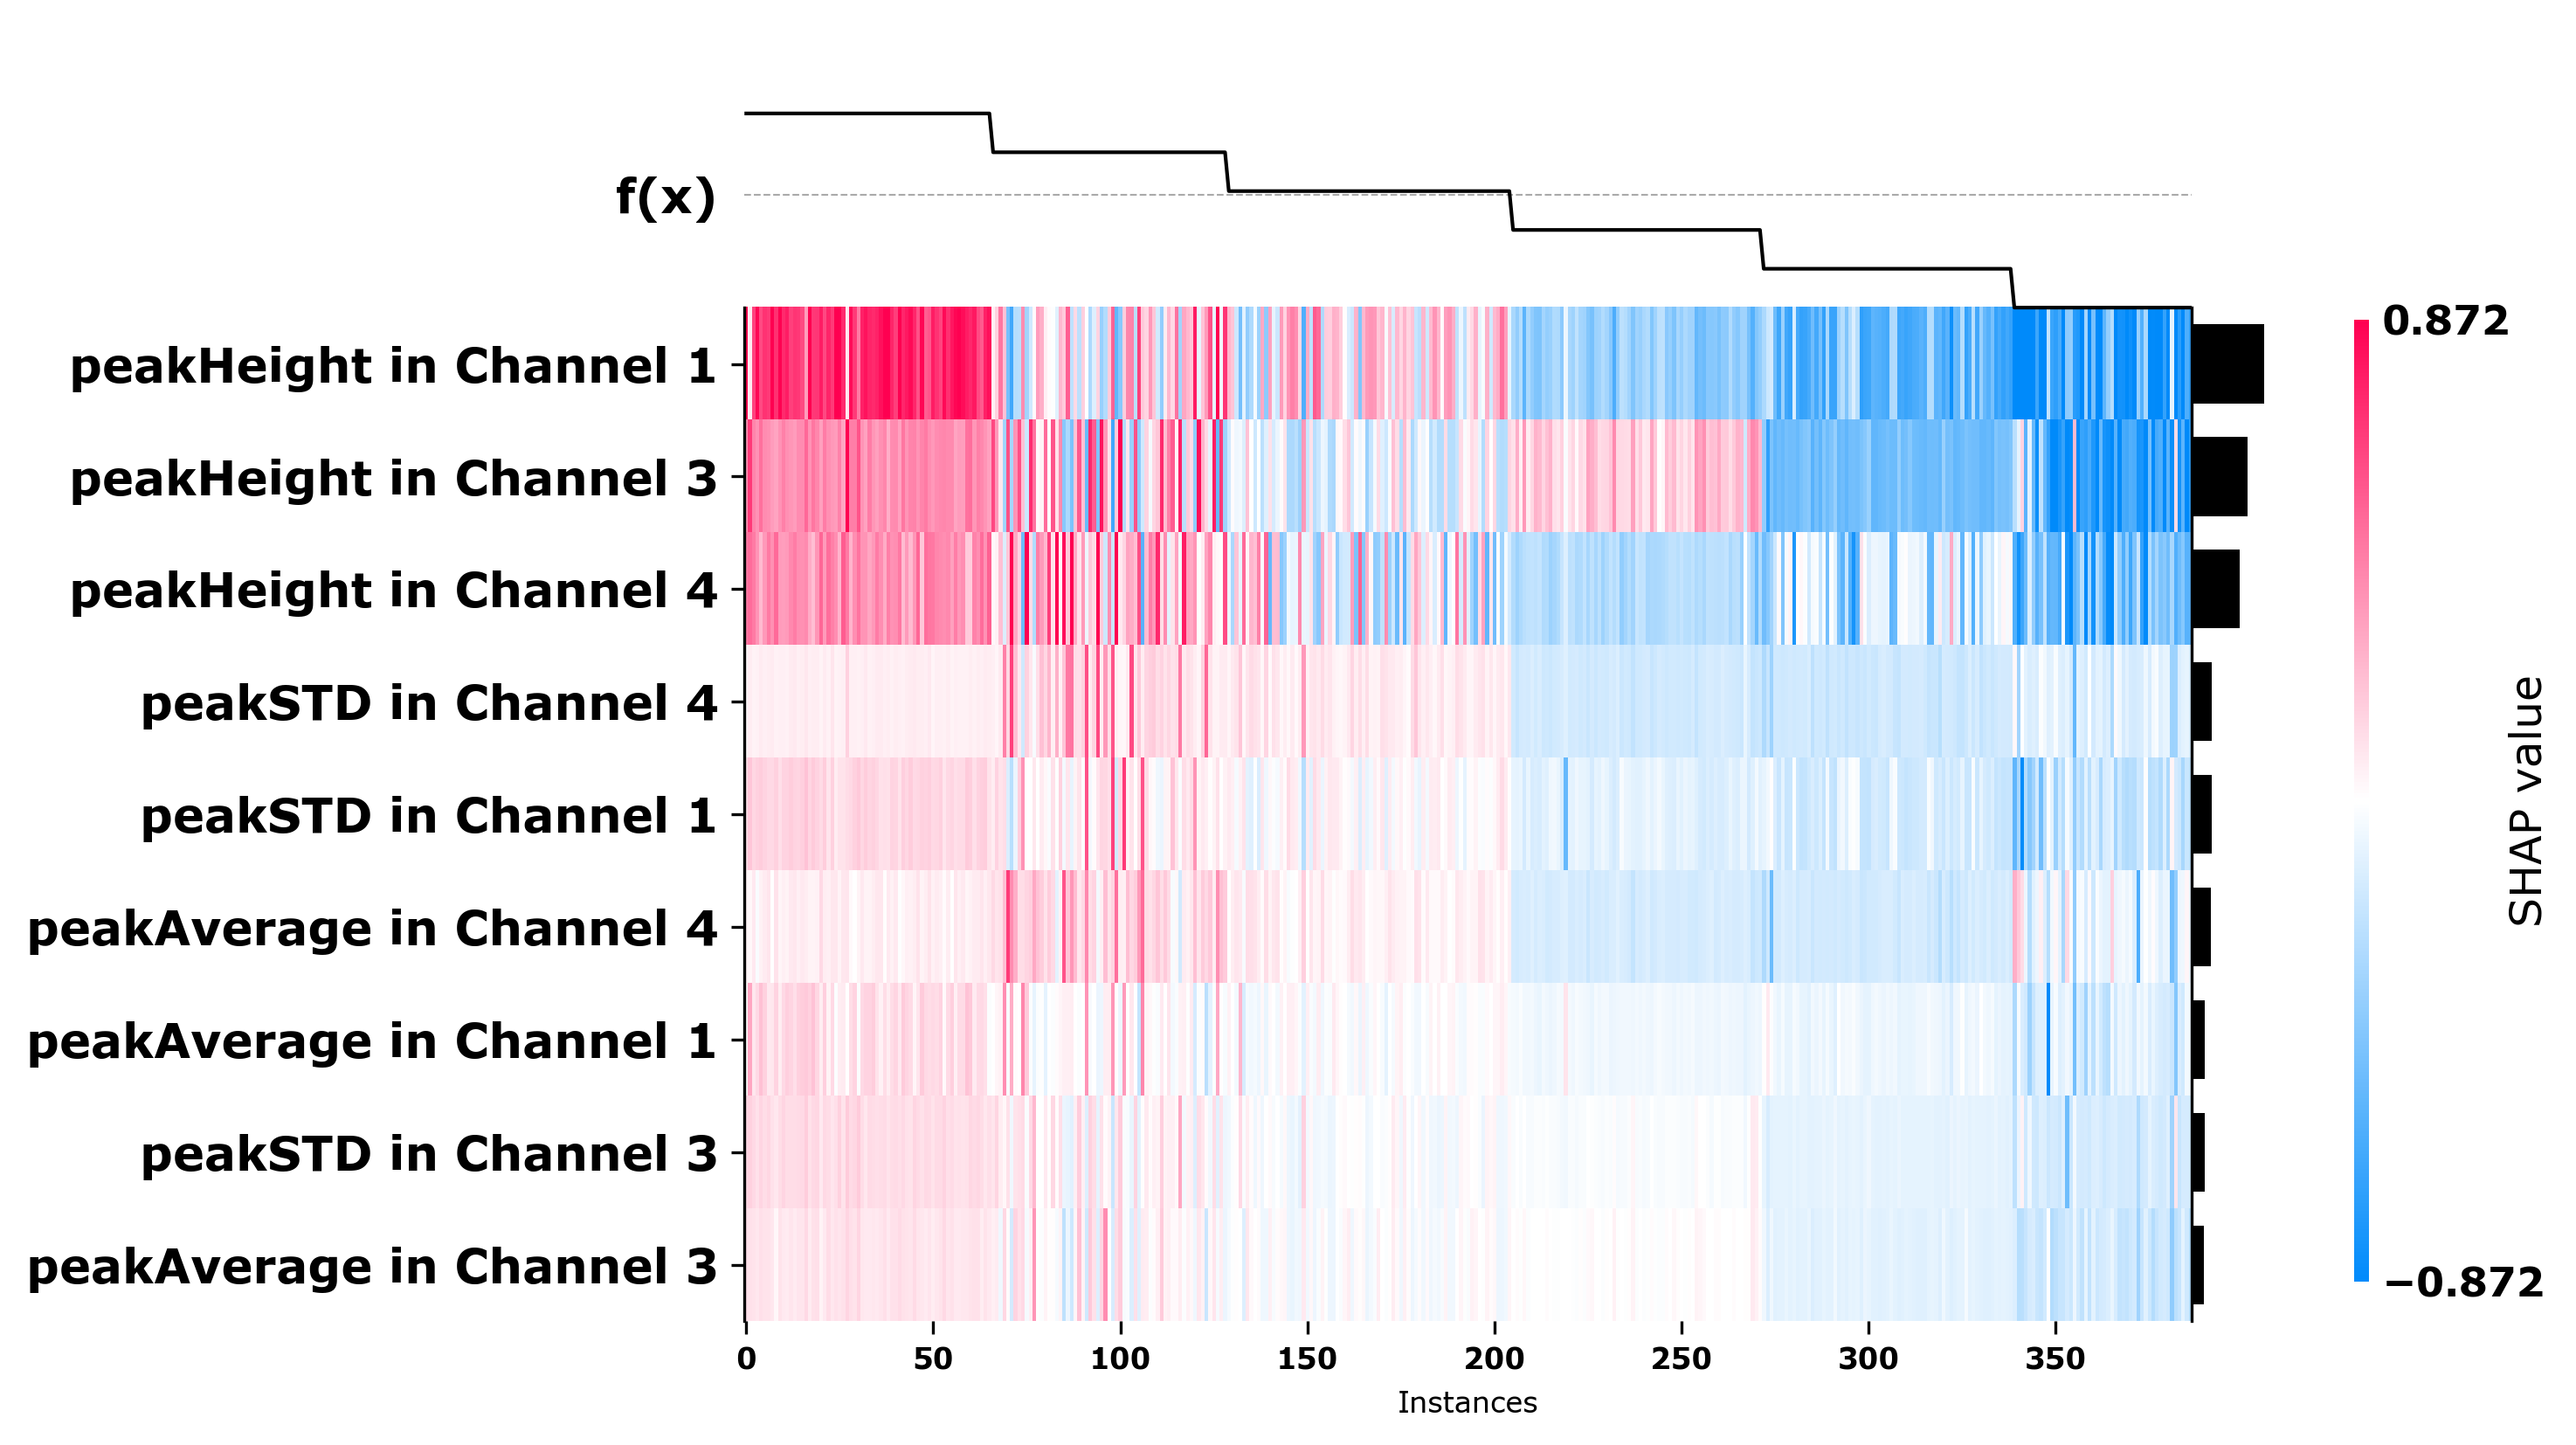 f(x)
peakHeight in Channel 1
peakHeight in Channel 3
peakHeight in Channel 4
peakSTD in Channel 4
peakSTD in Channel 1
peakAverage in Channel 4
peakAverage in Channel 1
peakSTD in Channel 3
peakAverage in Channel 3
0 50 100 150 200 250 300 350
Instances
0.872
SHAP value
−0.872